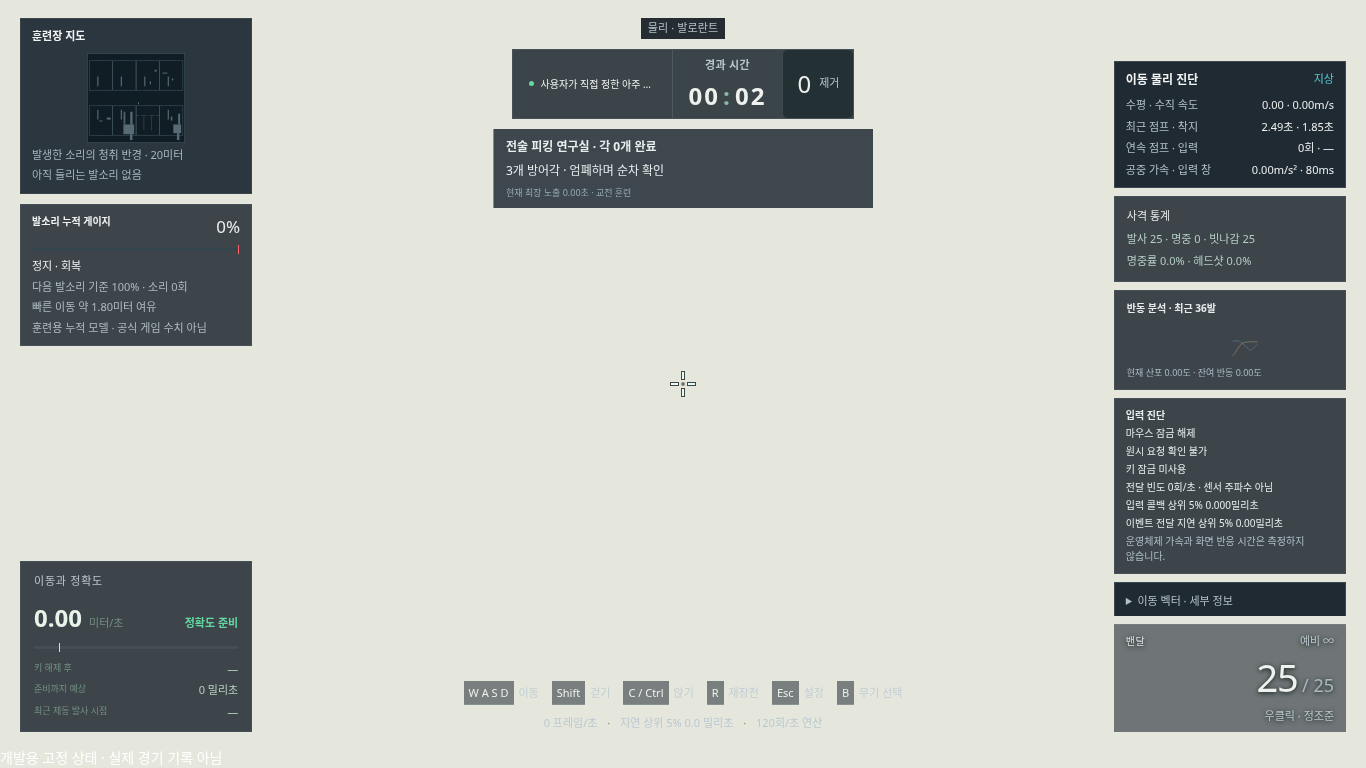 물리 · 발로란트
사용자가 직접 정한 아주 ...
경과 시간
00:02
0 제거
전술 피킹 연구실 · 각 0개 완료
3개 방어각 · 엄폐하며 순차 확인
현재 최장 노출 0.00초 · 교전 훈련
훈련장 지도
발생한 소리의 청취 반경 · 20미터
아직 들리는 발소리 없음
발소리 누적 게이지
0%
정지 · 회복
다음 발소리 기준 100% · 소리 0회
빠른 이동 약 1.80미터 여유
훈련용 누적 모델 · 공식 게임 수치 아님
이동과 정확도
0.00 미터/초 정확도 준비
키 해제 후 —
준비까지 예상 0 밀리초
최근 제동 발사 시점 —
개발용 고정 상태 · 실제 경기 기록 아님
W A S D 이동 Shift 걷기 C / Ctrl 앉기 R 재장전 Esc 설정 B 무기 선택
0 프레임/초 · 지연 상위 5% 0.0 밀리초 · 120회/초 연산
이동 물리 진단 지상
수평 · 수직 속도 0.00 · 0.00m/s
최근 점프 · 착지 2.49초 · 1.85초
연속 점프 · 입력 0회 · —
공중 가속 · 입력 창 0.00m/s² · 80ms
사격 통계
발사 25 · 명중 0 · 빗나감 25
명중률 0.0% · 헤드샷 0.0%
반동 분석 · 최근 36발
현재 산포 0.00도 · 잔여 반동 0.00도
입력 진단
마우스 잠금 해제
원시 요청 확인 불가
키 잠금 미사용
전달 빈도 0회/초 · 센서 주파수 아님
입력 콜백 상위 5% 0.000밀리초
이벤트 전달 지연 상위 5% 0.00밀리초
운영체제 가속과 화면 반응 시간은 측정하지
않습니다.
▶ 이동 벡터 · 세부 정보
밴달 예비 ∞
25 / 25
우클릭 · 정조준